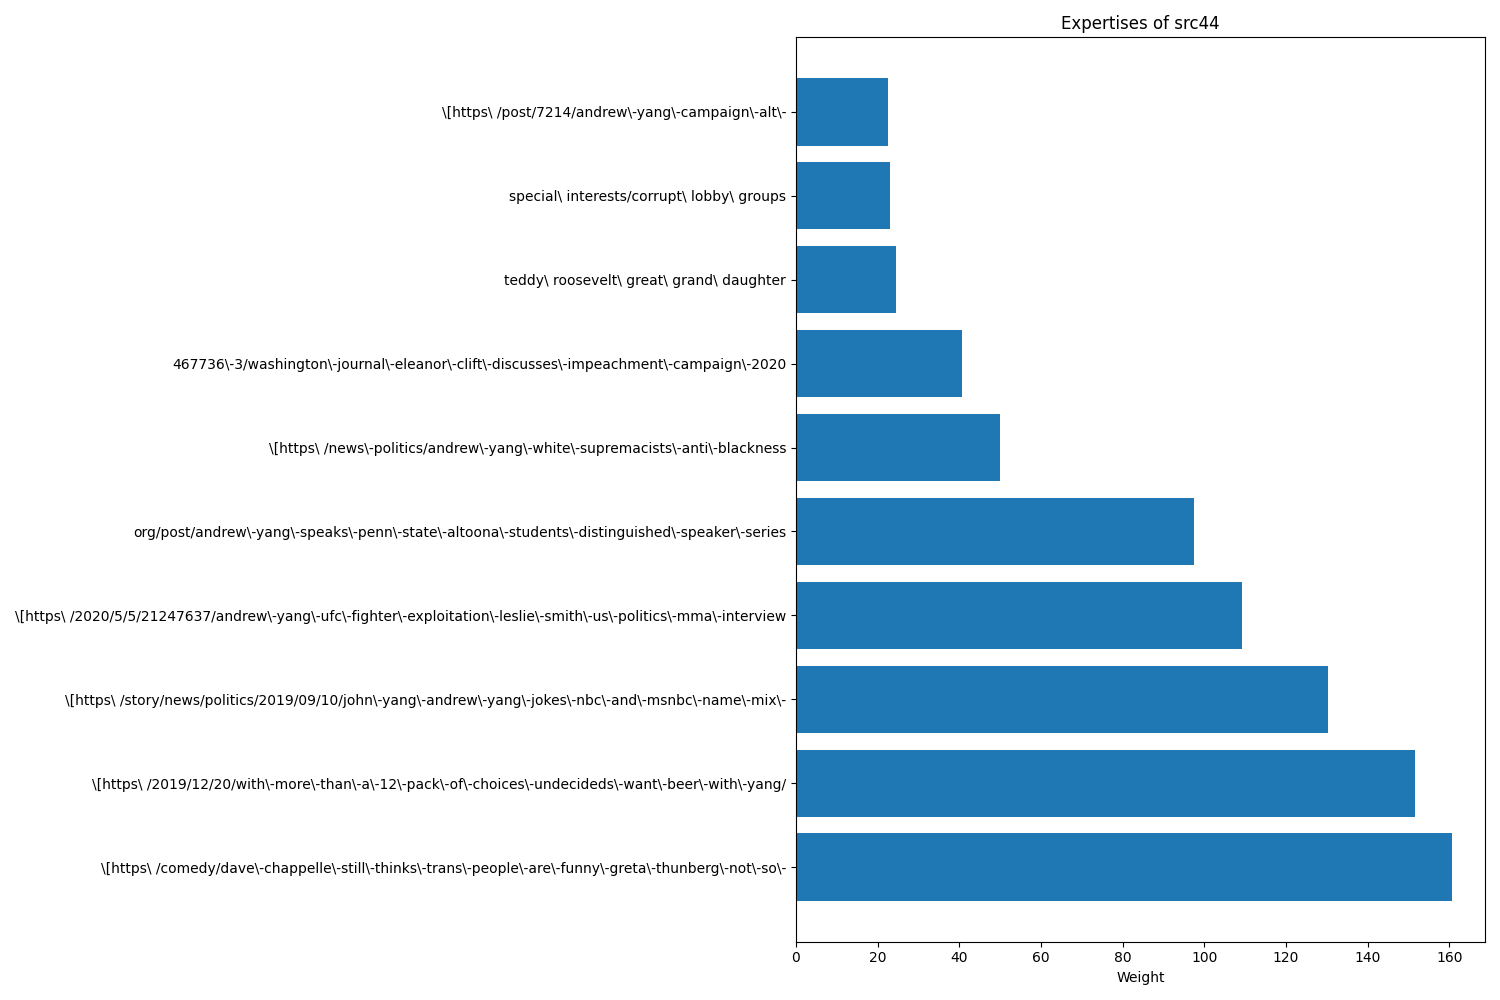 Expertises of src44
\[https\ /post/7214/andrew\-yang\-campaign\-alt\-
special\ interests/corrupt\ lobby\ groups
teddy\ roosevelt\ great\ grand\ daughter
467736\-3/washington\-journal\-eleanor\-clift\-discusses\-impeachment\-campaign\-2020
\[https\ /news\-politics/andrew\-yang\-white\-supremacists\-anti\-blackness
org/post/andrew\-yang\-speaks\-penn\-state\-altoona\-students\-distinguished\-speaker\-series
\[https\ /2020/5/5/21247637/andrew\-yang\-ufc\-fighter\-exploitation\-leslie\-smith\-us\-politics\-mma\-interview
\[https\ /story/news/politics/2019/09/10/john\-yang\-andrew\-yang\-jokes\-nbc\-and\-msnbc\-name\-mix\-
\[https\ /2019/12/20/with\-more\-than\-a\-12\-pack\-of\-choices\-undecideds\-want\-beer\-with\-yang/
\[https\ /comedy/dave\-chappelle\-still\-thinks\-trans\-people\-are\-funny\-greta\-thunberg\-not\-so\-
0 20 40 60 80 100 120 140 160
Weight